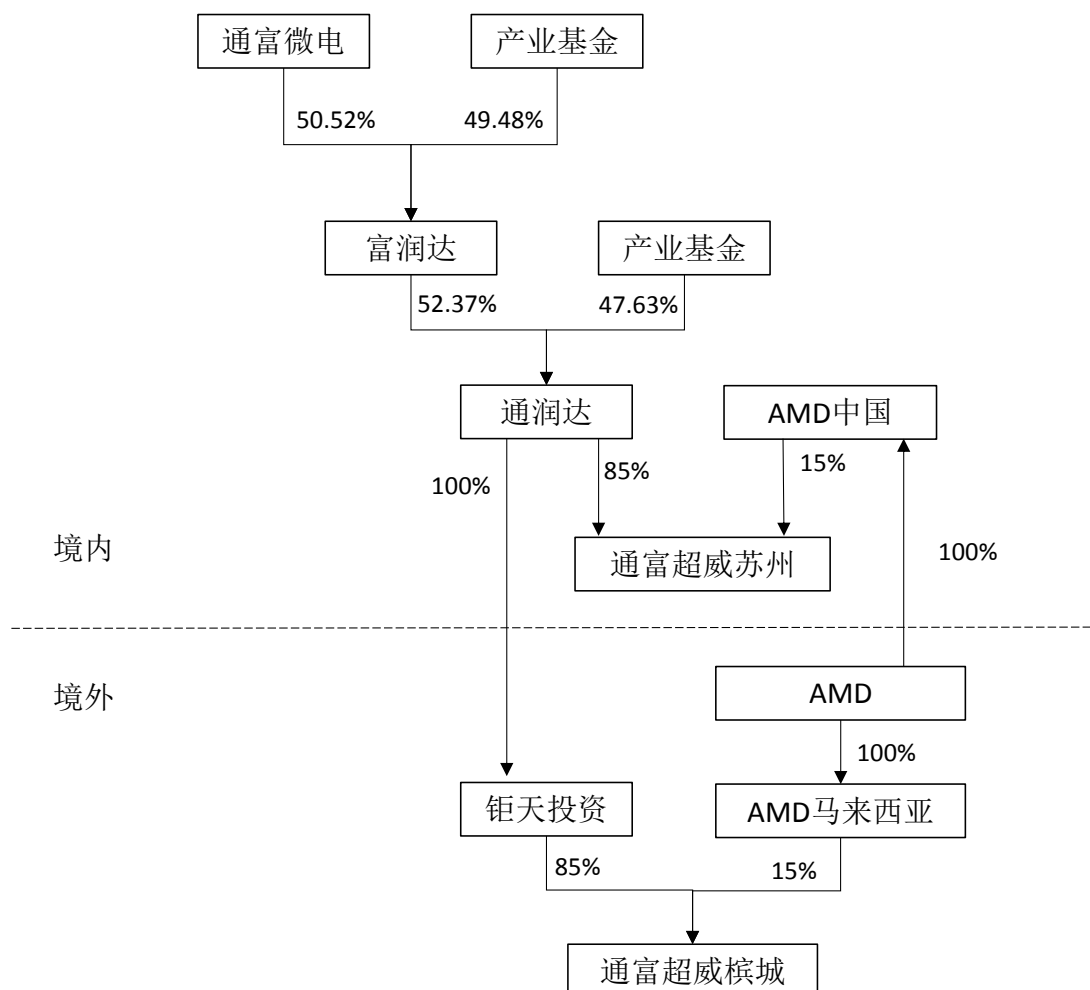 通富微电
产业基金
50.52%
49.48%
富润达
产业基金
52.37%
47.63%
通润达
AMD中国
100%
85%
15%
境内
通富超威苏州
100%
境外
AMD
100%
钜天投资
AMD马来西亚
85%
15%
通富超威槟城